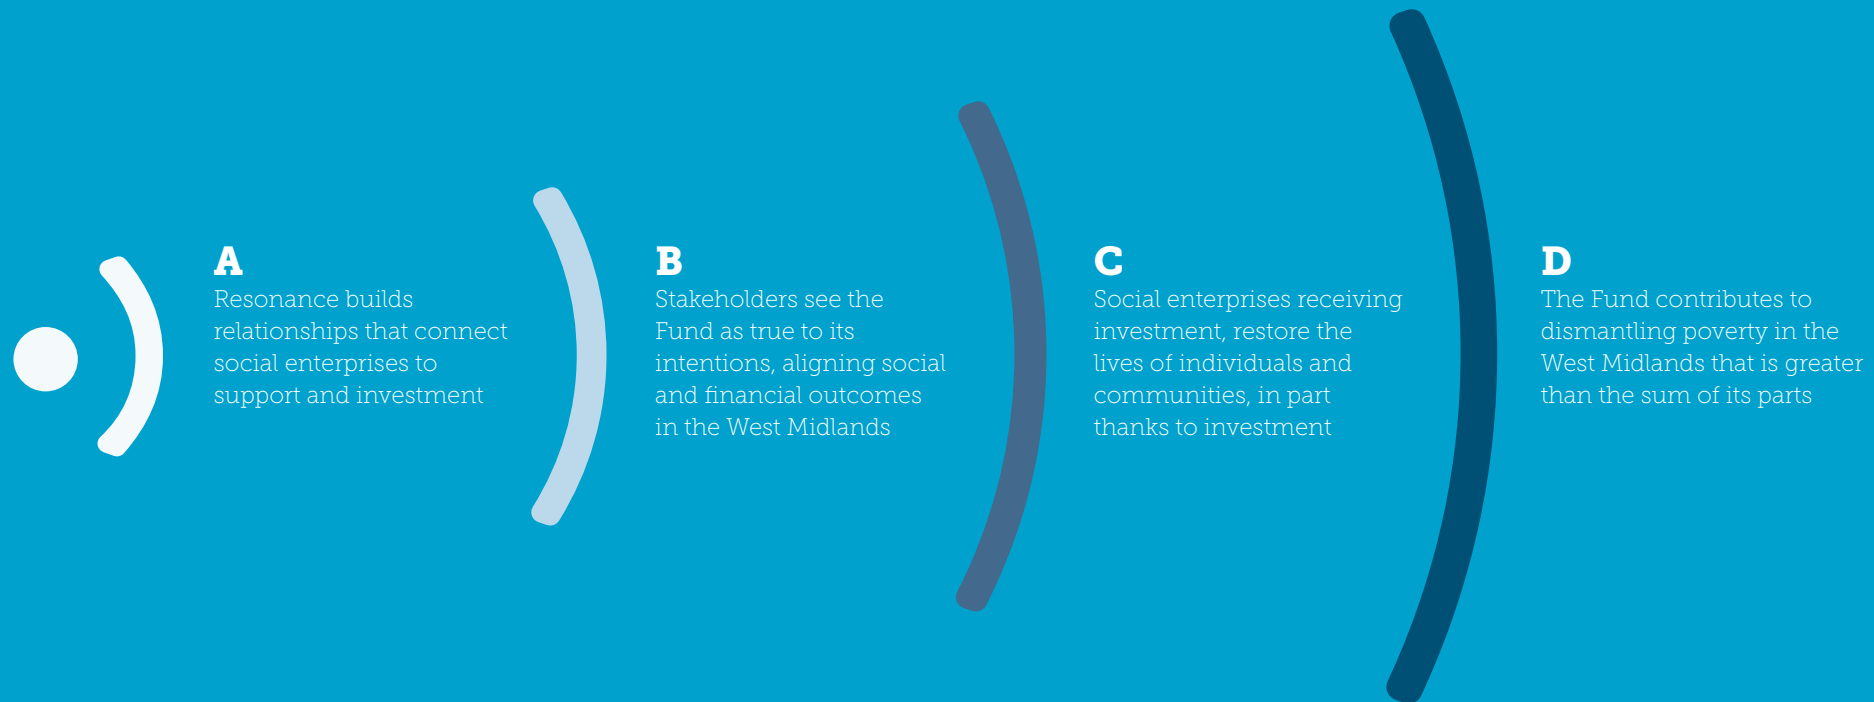 A
Resonance builds
relationships that connect
social enterprises to
support and investment
B
Stakeholders see the
Fund as true to its
intentions, aligning social
and financial outcomes
in the West Midlands
C
Social enterprises receiving
investment, restore the
lives of individuals and
communities, in part
thanks to investment
D
The Fund contributes to
dismantling poverty in the
West Midlands that is greater
than the sum of its parts